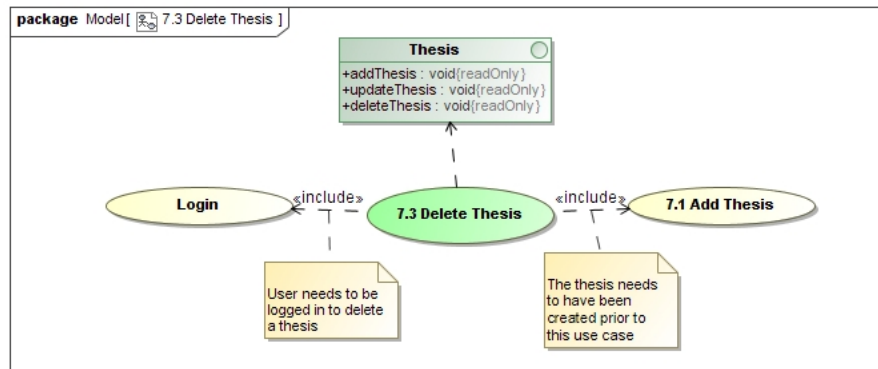 package Model [ 7.3 Delete Thesis ]
Thesis
+addThesis : void{readOnly}
+updateThesis : void{readOnly}
+deleteThesis : void{readOnly}
Login
«include»
7.3 Delete Thesis
«include»
7.1 Add Thesis
User needs to be
logged in to delete
a thesis
The thesis needs
to have been
created prior to
this use case